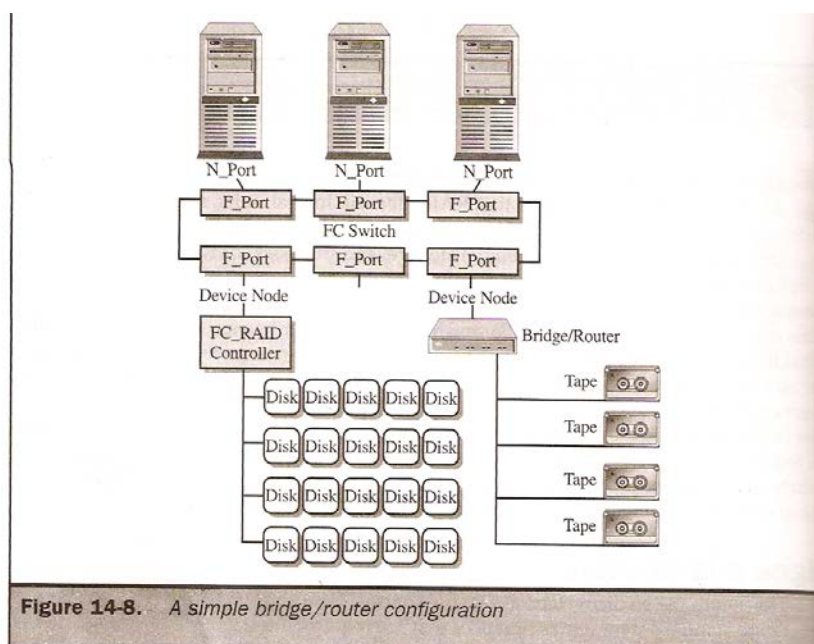 N_Port N_Port N_Port
F_Port F_Port F_Port
FC Switch
F_Port F_Port F_Port
Device Node Device Node
FC_RAID
Controller
Bridge/Router
Tape
Disk Disk Disk Disk Disk
Tape
Disk Disk Disk Disk Disk
Tape
Disk Disk Disk Disk Disk
Tape
Disk Disk Disk Disk Disk
Figure 14-8. A simple bridge/router configuration